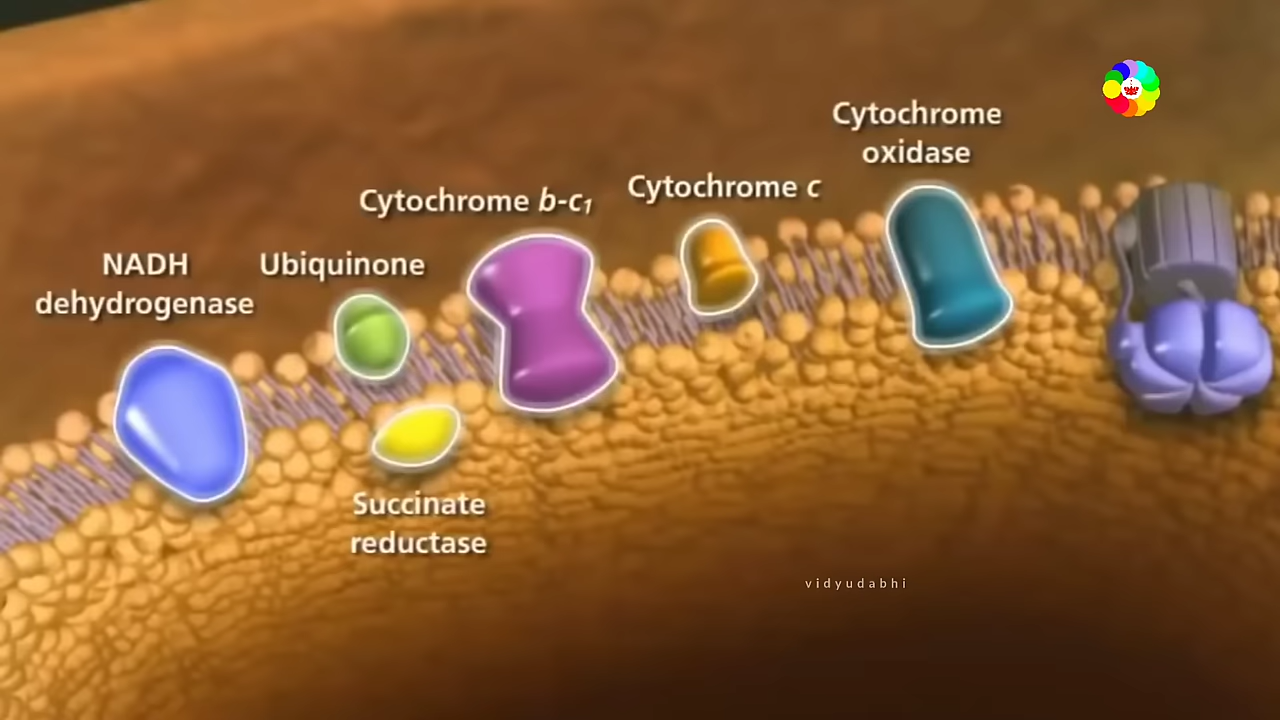 Cytochrome
oxidase
Cytochrome c
Cytochrome b-c₁
NADH
dehydrogenase
Ubiquinone
Succinate
reductase
vidyudabhi